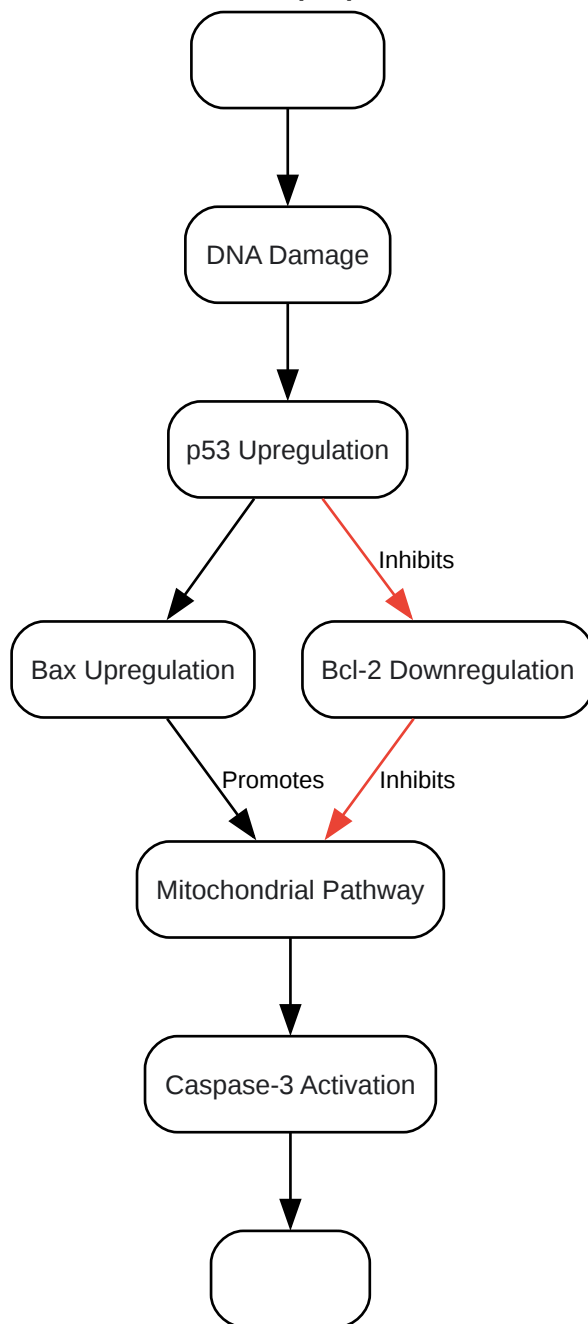 DNA Damage
p53 Upregulation
Inhibits
Bax Upregulation
Bcl-2 Downregulation
Promotes
Inhibits
Mitochondrial Pathway
Caspase-3 Activation